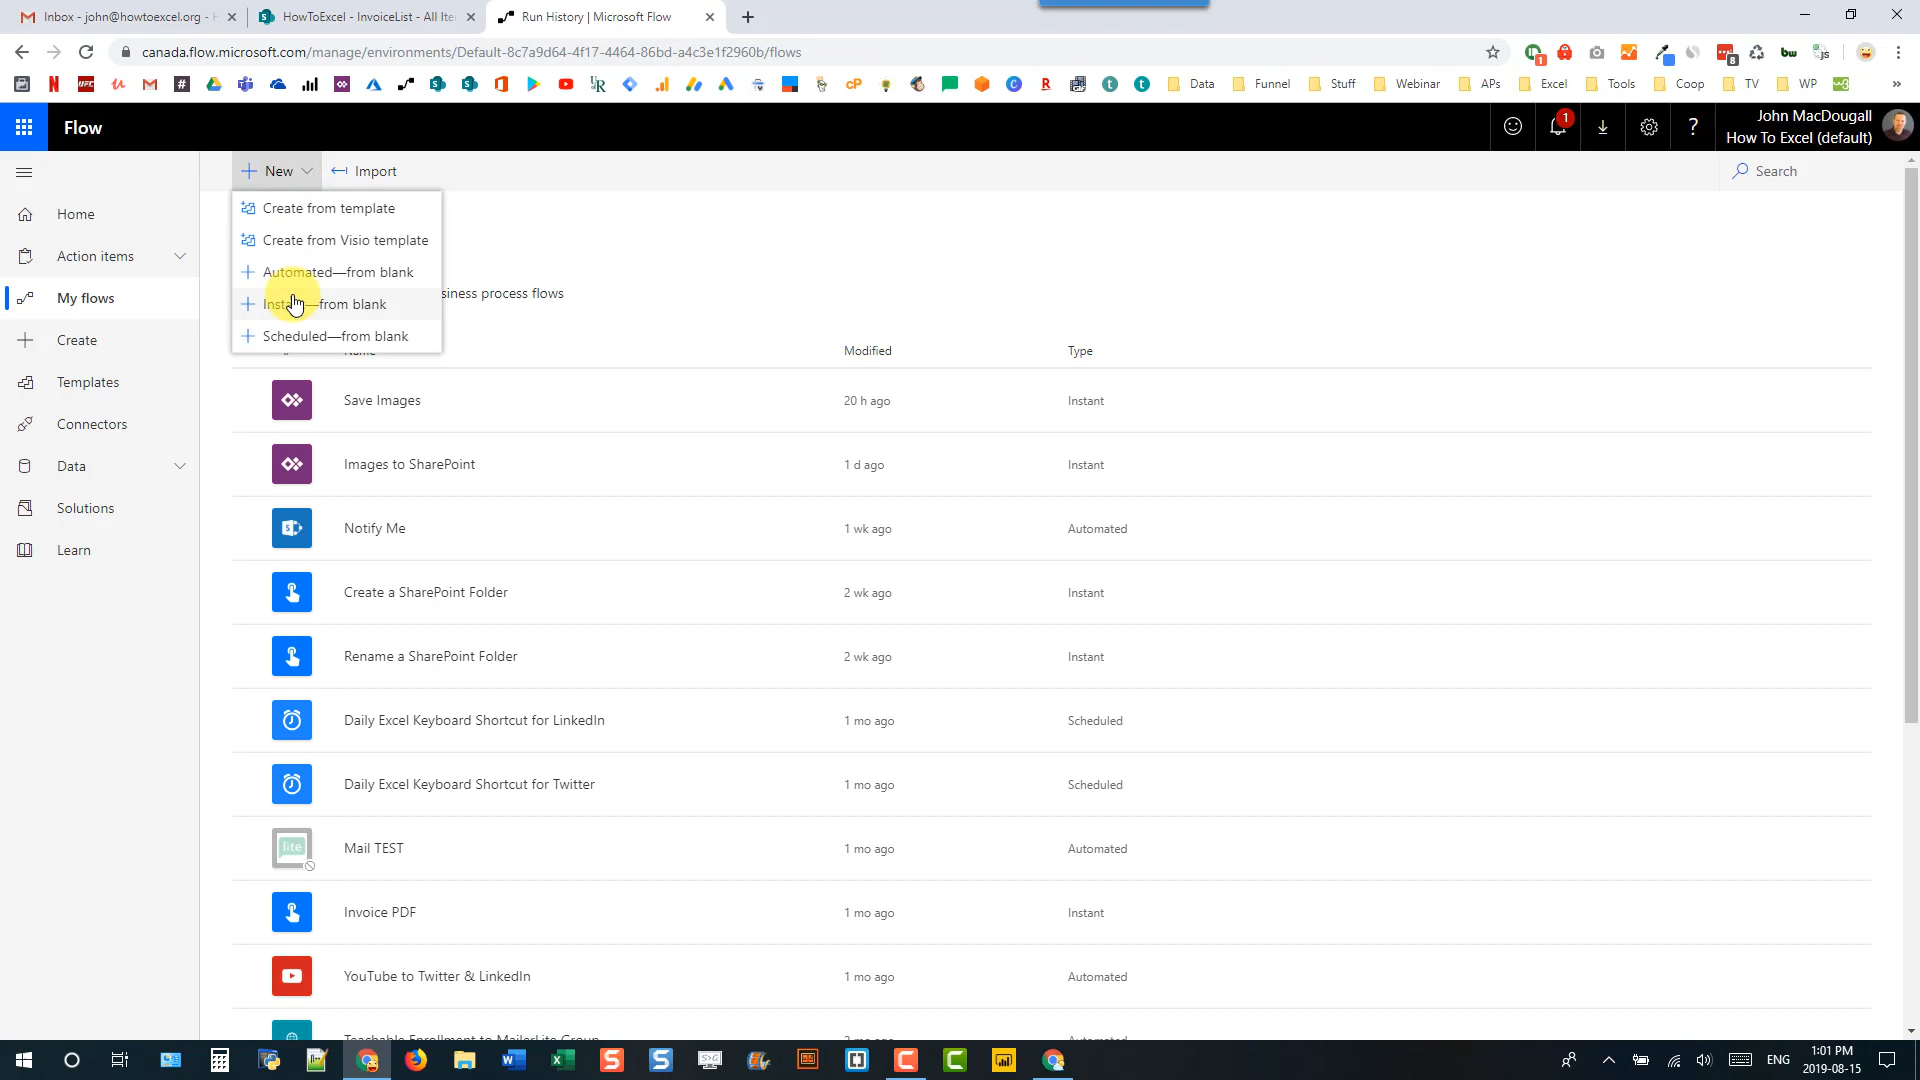 Inbox - john@howtoexcel.org - H
HowToExcel - InvoiceList - All Ite
Run History | Microsoft Flow
canada.flow.microsoft.com/manage/environments/Default-8c7a9d64-4f17-4464-86bd-a4c3e1f2960b/flows
Data
Funnel
Stuff
Webinar
APs
Excel
Tools
Coop
TV
WP
Flow
1
John MacDougall
How To Excel (default)
New
Import
Search
Create from template
Create from Visio template
Automated—from blank
siness process flows
—from blank
Scheduled—from blank
Home
Action items
My flows
Create
Templates
Connectors
Data
Solutions
Learn
Name
Modified
Type
Save Images
20 h ago
Instant
Images to SharePoint
1 d ago
Instant
Notify Me
1 wk ago
Automated
Create a SharePoint Folder
2 wk ago
Instant
Rename a SharePoint Folder
2 wk ago
Instant
Daily Excel Keyboard Shortcut for LinkedIn
1 mo ago
Scheduled
Daily Excel Keyboard Shortcut for Twitter
1 mo ago
Scheduled
lite
Mail TEST
1 mo ago
Automated
Invoice PDF
1 mo ago
Instant
YouTube to Twitter & LinkedIn
1 mo ago
Automated
Teachable Enrollment to MailerLite Group
ENG
1:01 PM
2019-08-15